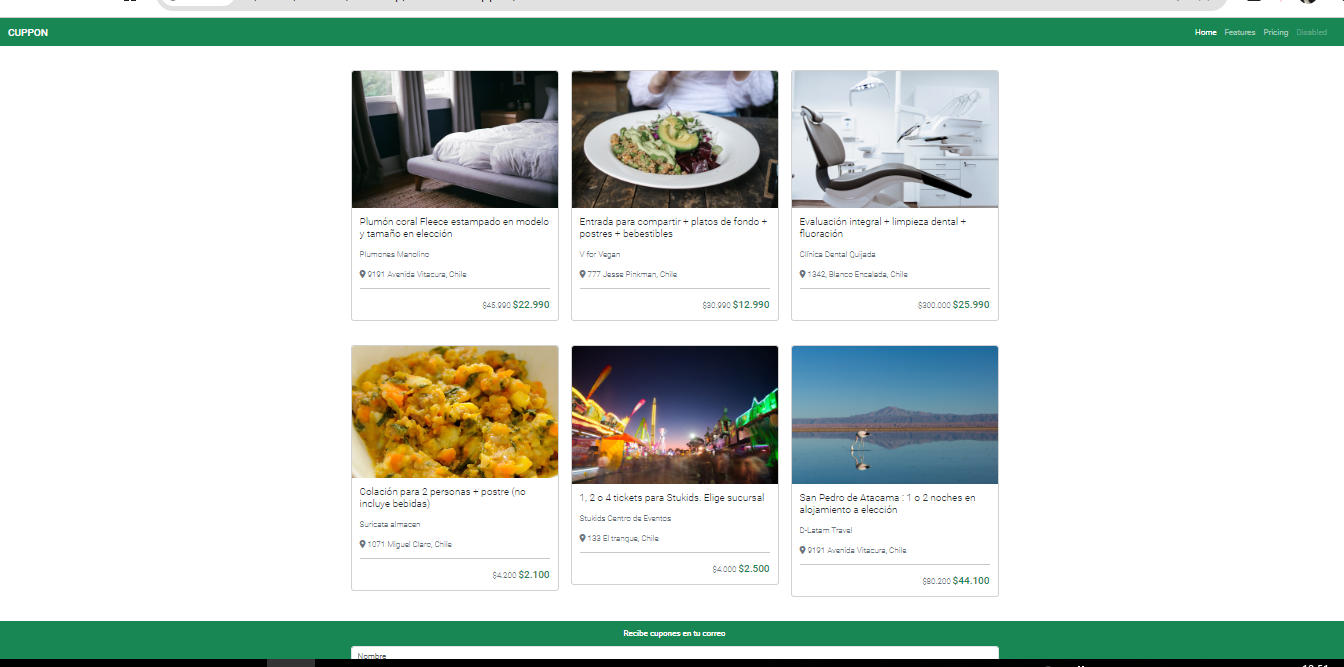 CUPPON
Home Features Pricing Disabled
Plumón coral Fleece estampado en modelo
y tamaño en elección
Plumones Manolino
9191 Avenida Vitacura, Chile
$45.990 $22.990
Entrada para compartir + platos de fondo +
postres + bebestibles
V for Vegan
777 Jesse Pinkman, Chile
$30.990 $12.990
Evaluación integral + limpieza dental +
fluoración
Clínica Dental Quijada
1342, Blanco Encalada, Chile
$300.000 $25.990
Colación para 2 personas + postre (no
incluye bebidas)
Suricata almacen
1071 Miguel Claro, Chile
$4.200 $2.100
1, 2 o 4 tickets para Stukids. Elige sucursal
Stukids Centro de Eventos
133 El tranque, Chile
$4.000 $2.500
San Pedro de Atacama : 1 o 2 noches en
alojamiento a elección
D-Latam Travel
9191 Avenida Vitacura, Chile
$80.200 $44.100
Recibe cupones en tu correo
Nombre